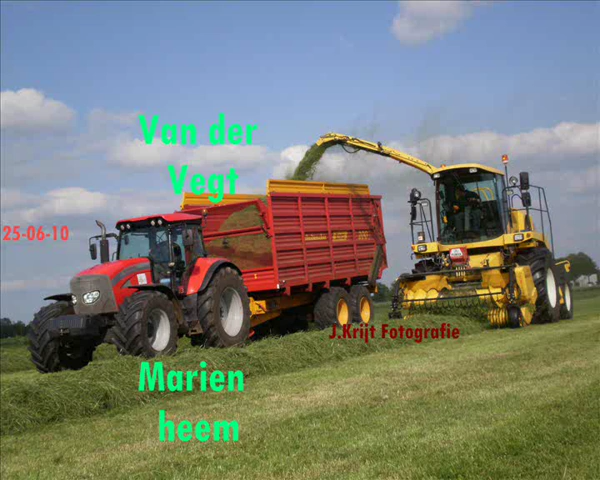 Van der
Vegt
25-06-10
J.Krijt Fotografie
Marien
heem